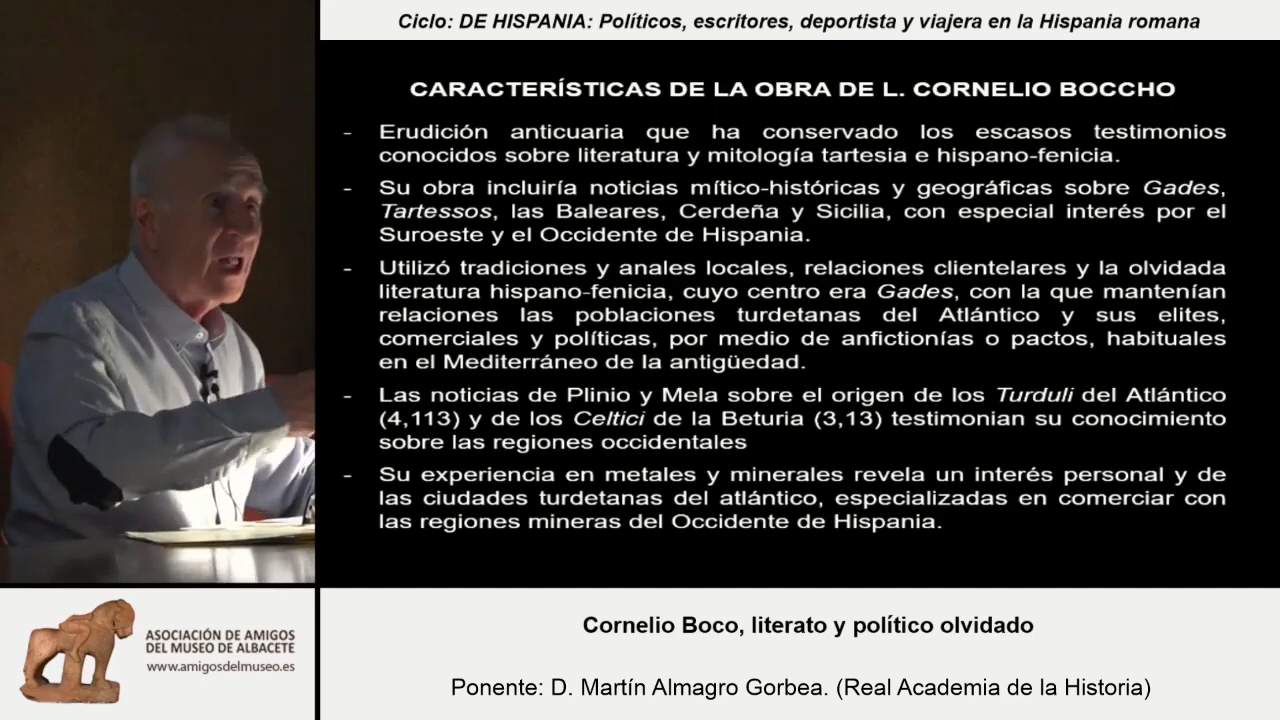 Ciclo: DE HISPANIA: Políticos, escritores, deportista y viajera en la Hispania romana
CARACTERÍSTICAS DE LA OBRA DE L. CORNELIO BOCCHO
- Erudición anticuaria que ha conservado los escasos testimonios
conocidos sobre literatura y mitología tartesia e hispano-fenicia.
- Su obra incluiría noticias mítico-históricas y geográficas sobre Gades,
Tartessos, las Baleares, Cerdeña y Sicilia, con especial interés por el
Suroeste y el Occidente de Hispania.
- Utilizó tradiciones y anales locales, relaciones clientelares y la olvidada
literatura hispano-fenicia, cuyo centro era Gades, con la que mantenían
relaciones las poblaciones turdetanas del Atlántico y sus elites,
comerciales y políticas, por medio de anfictionías o pactos, habituales
en el Mediterráneo de la antigüedad.
- Las noticias de Plinio y Mela sobre el origen de los Turduli del Atlántico
(4,113) y de los Celtici de la Beturia (3,13) testimonian su conocimiento
sobre las regiones occidentales
- Su experiencia en metales y minerales revela un interés personal y de
las ciudades turdetanas del atlántico, especializadas en comerciar con
las regiones mineras del Occidente de Hispania.
ASOCIACIÓN DE AMIGOS
DEL MUSEO DE ALBACETE
www.amigosdelmuseo.es
Cornelio Boco, literato y político olvidado
Ponente: D. Martín Almagro Gorbea. (Real Academia de la Historia)